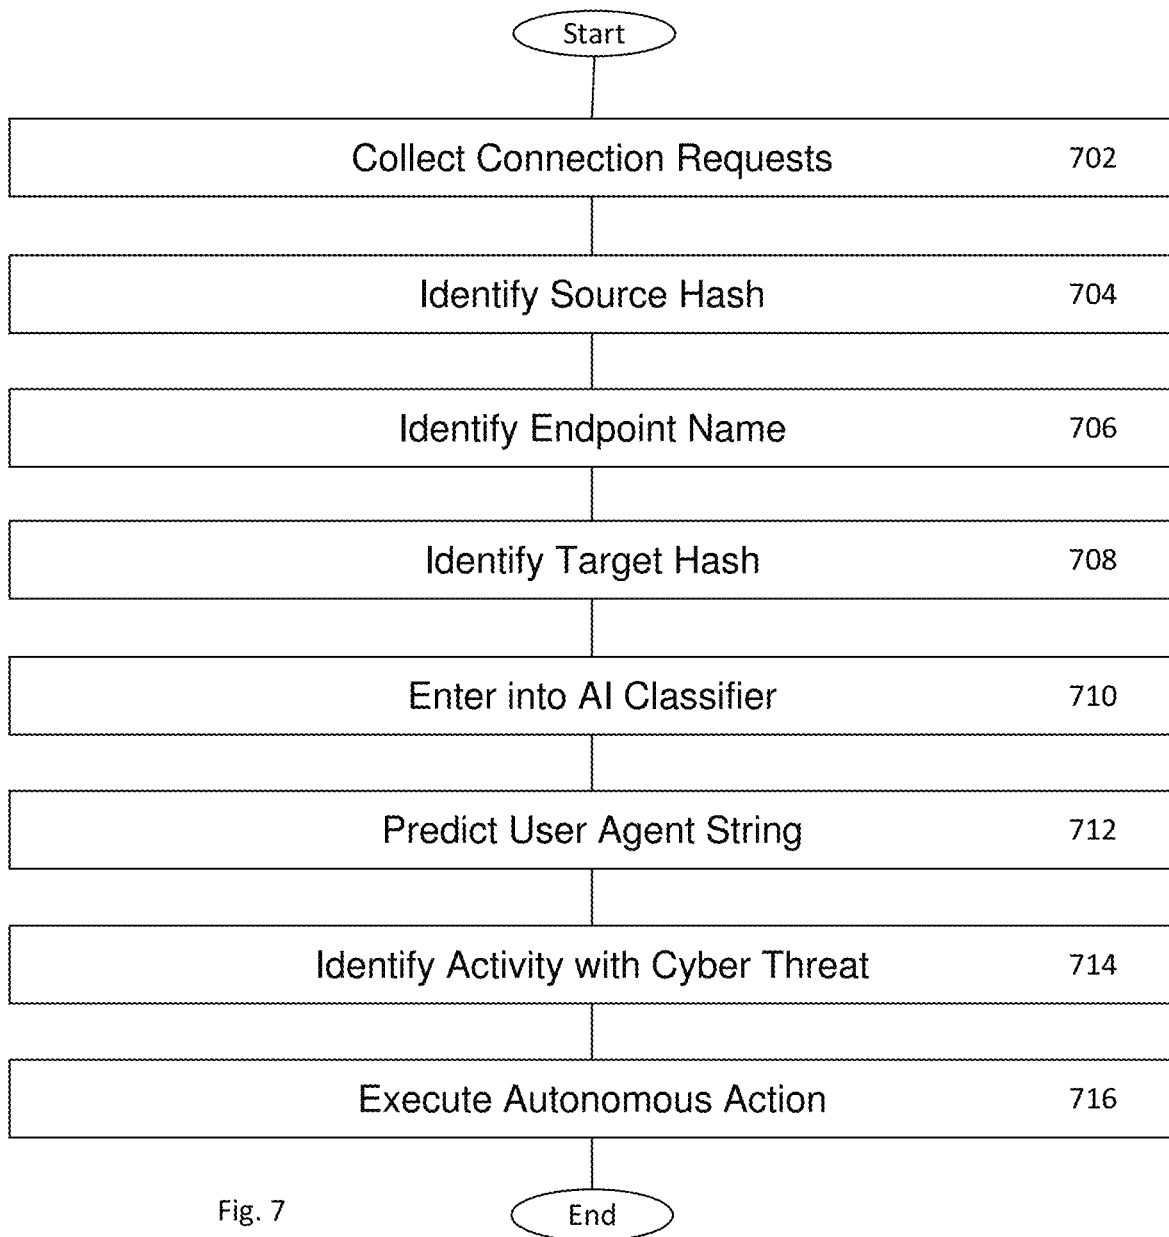 Start
Collect Connection Requests 702
Identify Source Hash 704
Identify Endpoint Name 706
Identify Target Hash 708
Enter into AI Classifier 710
Predict User Agent String 712
Identify Activity with Cyber Threat 714
Execute Autonomous Action 716
Fig. 7
End